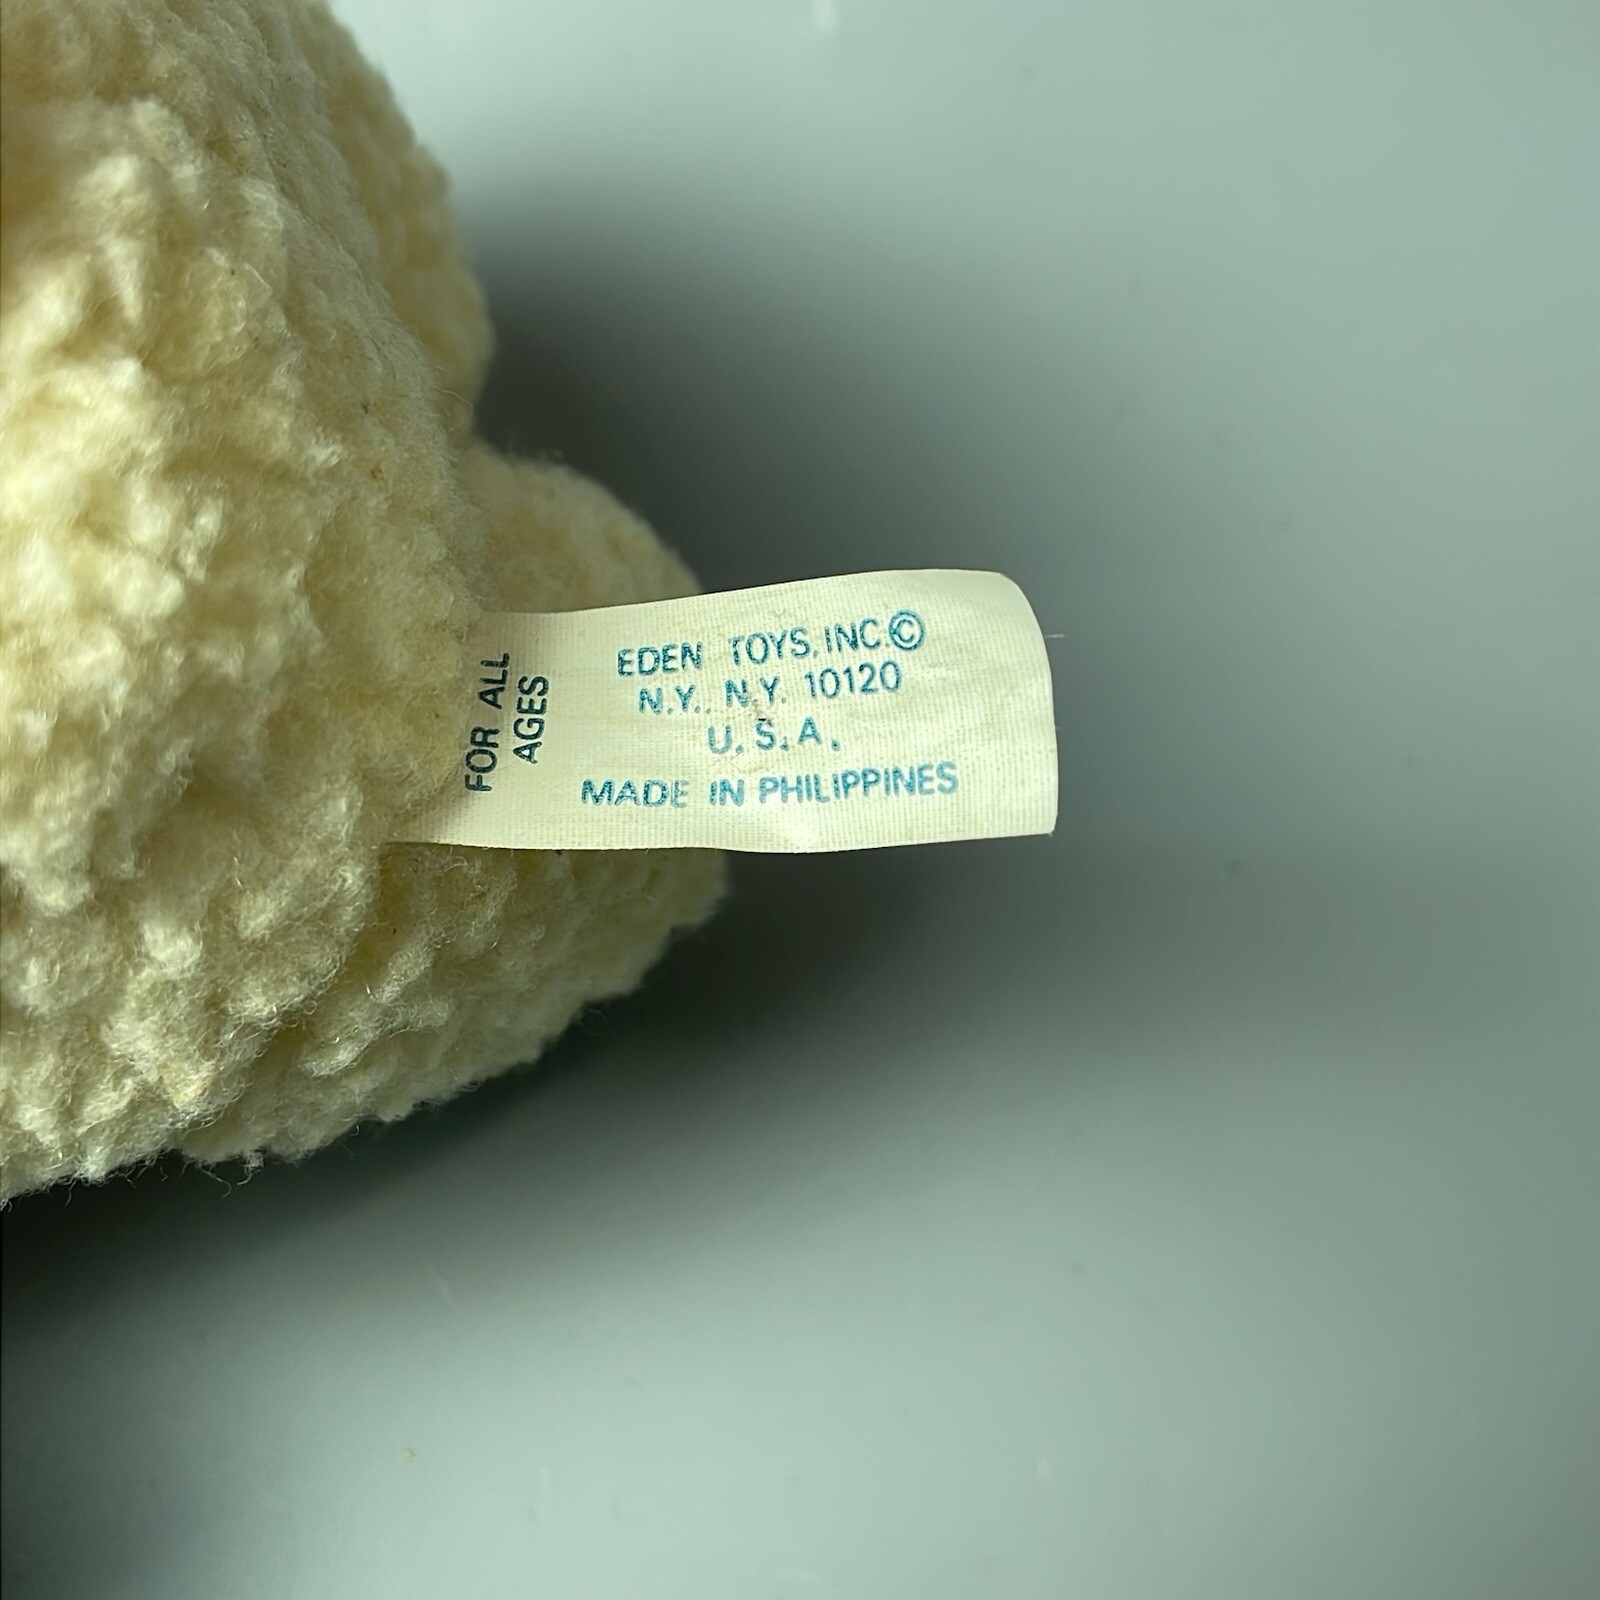 EDEN TOYS, INC.©
N.Y., N.Y. 10120
U.S.A.
MADE IN PHILIPPINES
FOR ALL
AGES